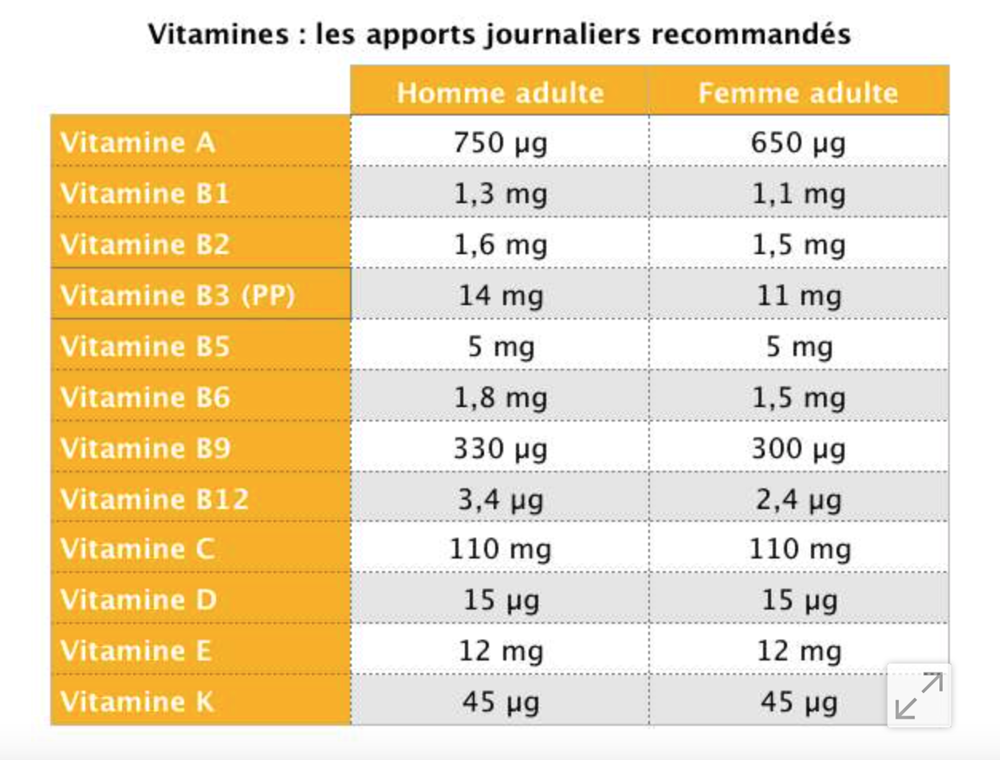 Vitamines : les apports journaliers recommandés
Homme adulte Femme adulte
Vitamine A 750 µg 650 µg
Vitamine B1 1,3 mg 1,1 mg
Vitamine B2 1,6 mg 1,5 mg
Vitamine B3 (PP) 14 mg 11 mg
Vitamine B5 5 mg 5 mg
Vitamine B6 1,8 mg 1,5 mg
Vitamine B9 330 µg 300 µg
Vitamine B12 3,4 µg 2,4 µg
Vitamine C 110 mg 110 mg
Vitamine D 15 µg 15 µg
Vitamine E 12 mg 12 mg
Vitamine K 45 µg 45 µg